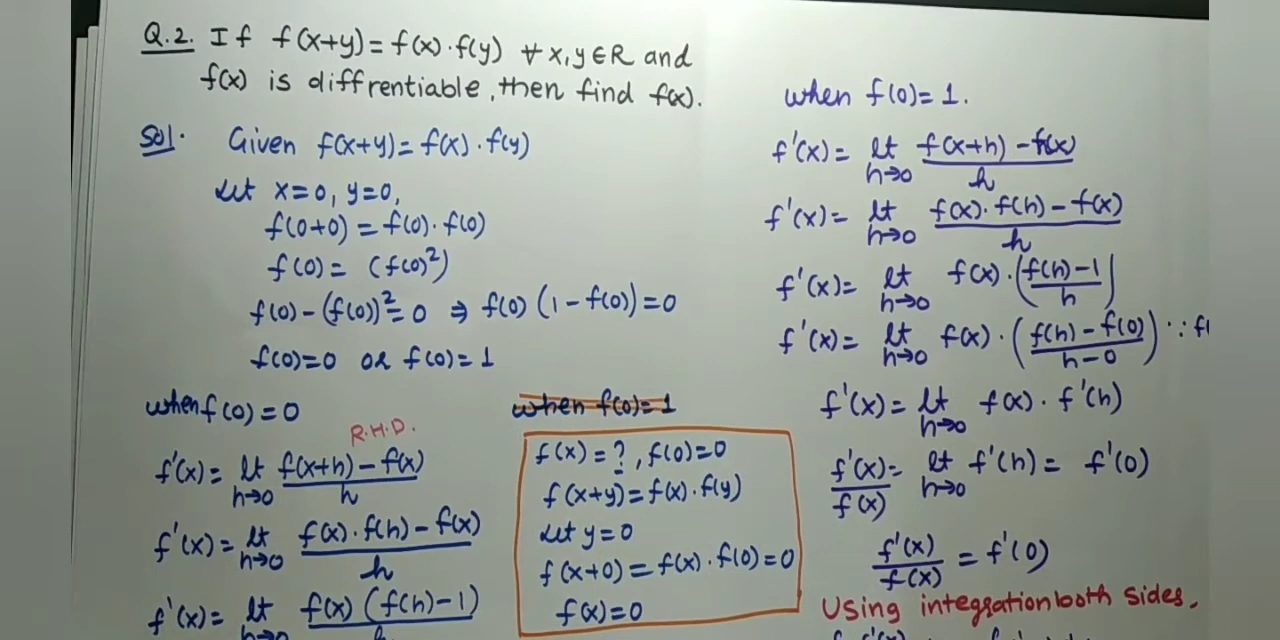 Q.2. If f(x+y) = f(x)·f(y) ∀ x,y ∈ R and
f(x) is diffrentiable, then find f(x).
Sol. Given f(x+y) = f(x)·f(y)
Let x=0, y=0,
f(0+0) = f(0)·f(0)
f(0) = (f(0)²)
f(0) - (f(0))² = 0 ⇒ f(0) (1 - f(0)) = 0
f(0)=0 or f(0)=1
when f(0) = 0
R.H.D.
f'(x) = lt h→0 f(x+h) - f(x) / h
f'(x) = lt h→0 f(x)·f(h) - f(x) / h
f'(x) = lt h→0 f(x) (f(h) - 1)
when f(0)=1
f(x) = ?, f(0)=0
f(x+y) = f(x)·f(y)
Let y=0
f(x+0) = f(x)·f(0) = 0
f(x) = 0
when f(0) = 1.
f'(x) = lt h→0 f(x+h) - f(x) / h
f'(x) = lt h→0 f(x)·f(h) - f(x) / h
f'(x) = lt h→0 f(x)·(f(h) - 1 / h)
f'(x) = lt h→0 f(x)·(f(h) - f(0) / h - 0) ∵ f(
f'(x) = lt h→0 f(x)·f'(h)
f'(x) / f(x) = lt h→0 f'(h) = f'(0)
f'(x) / f(x) = f'(0)
Using integration both sides,